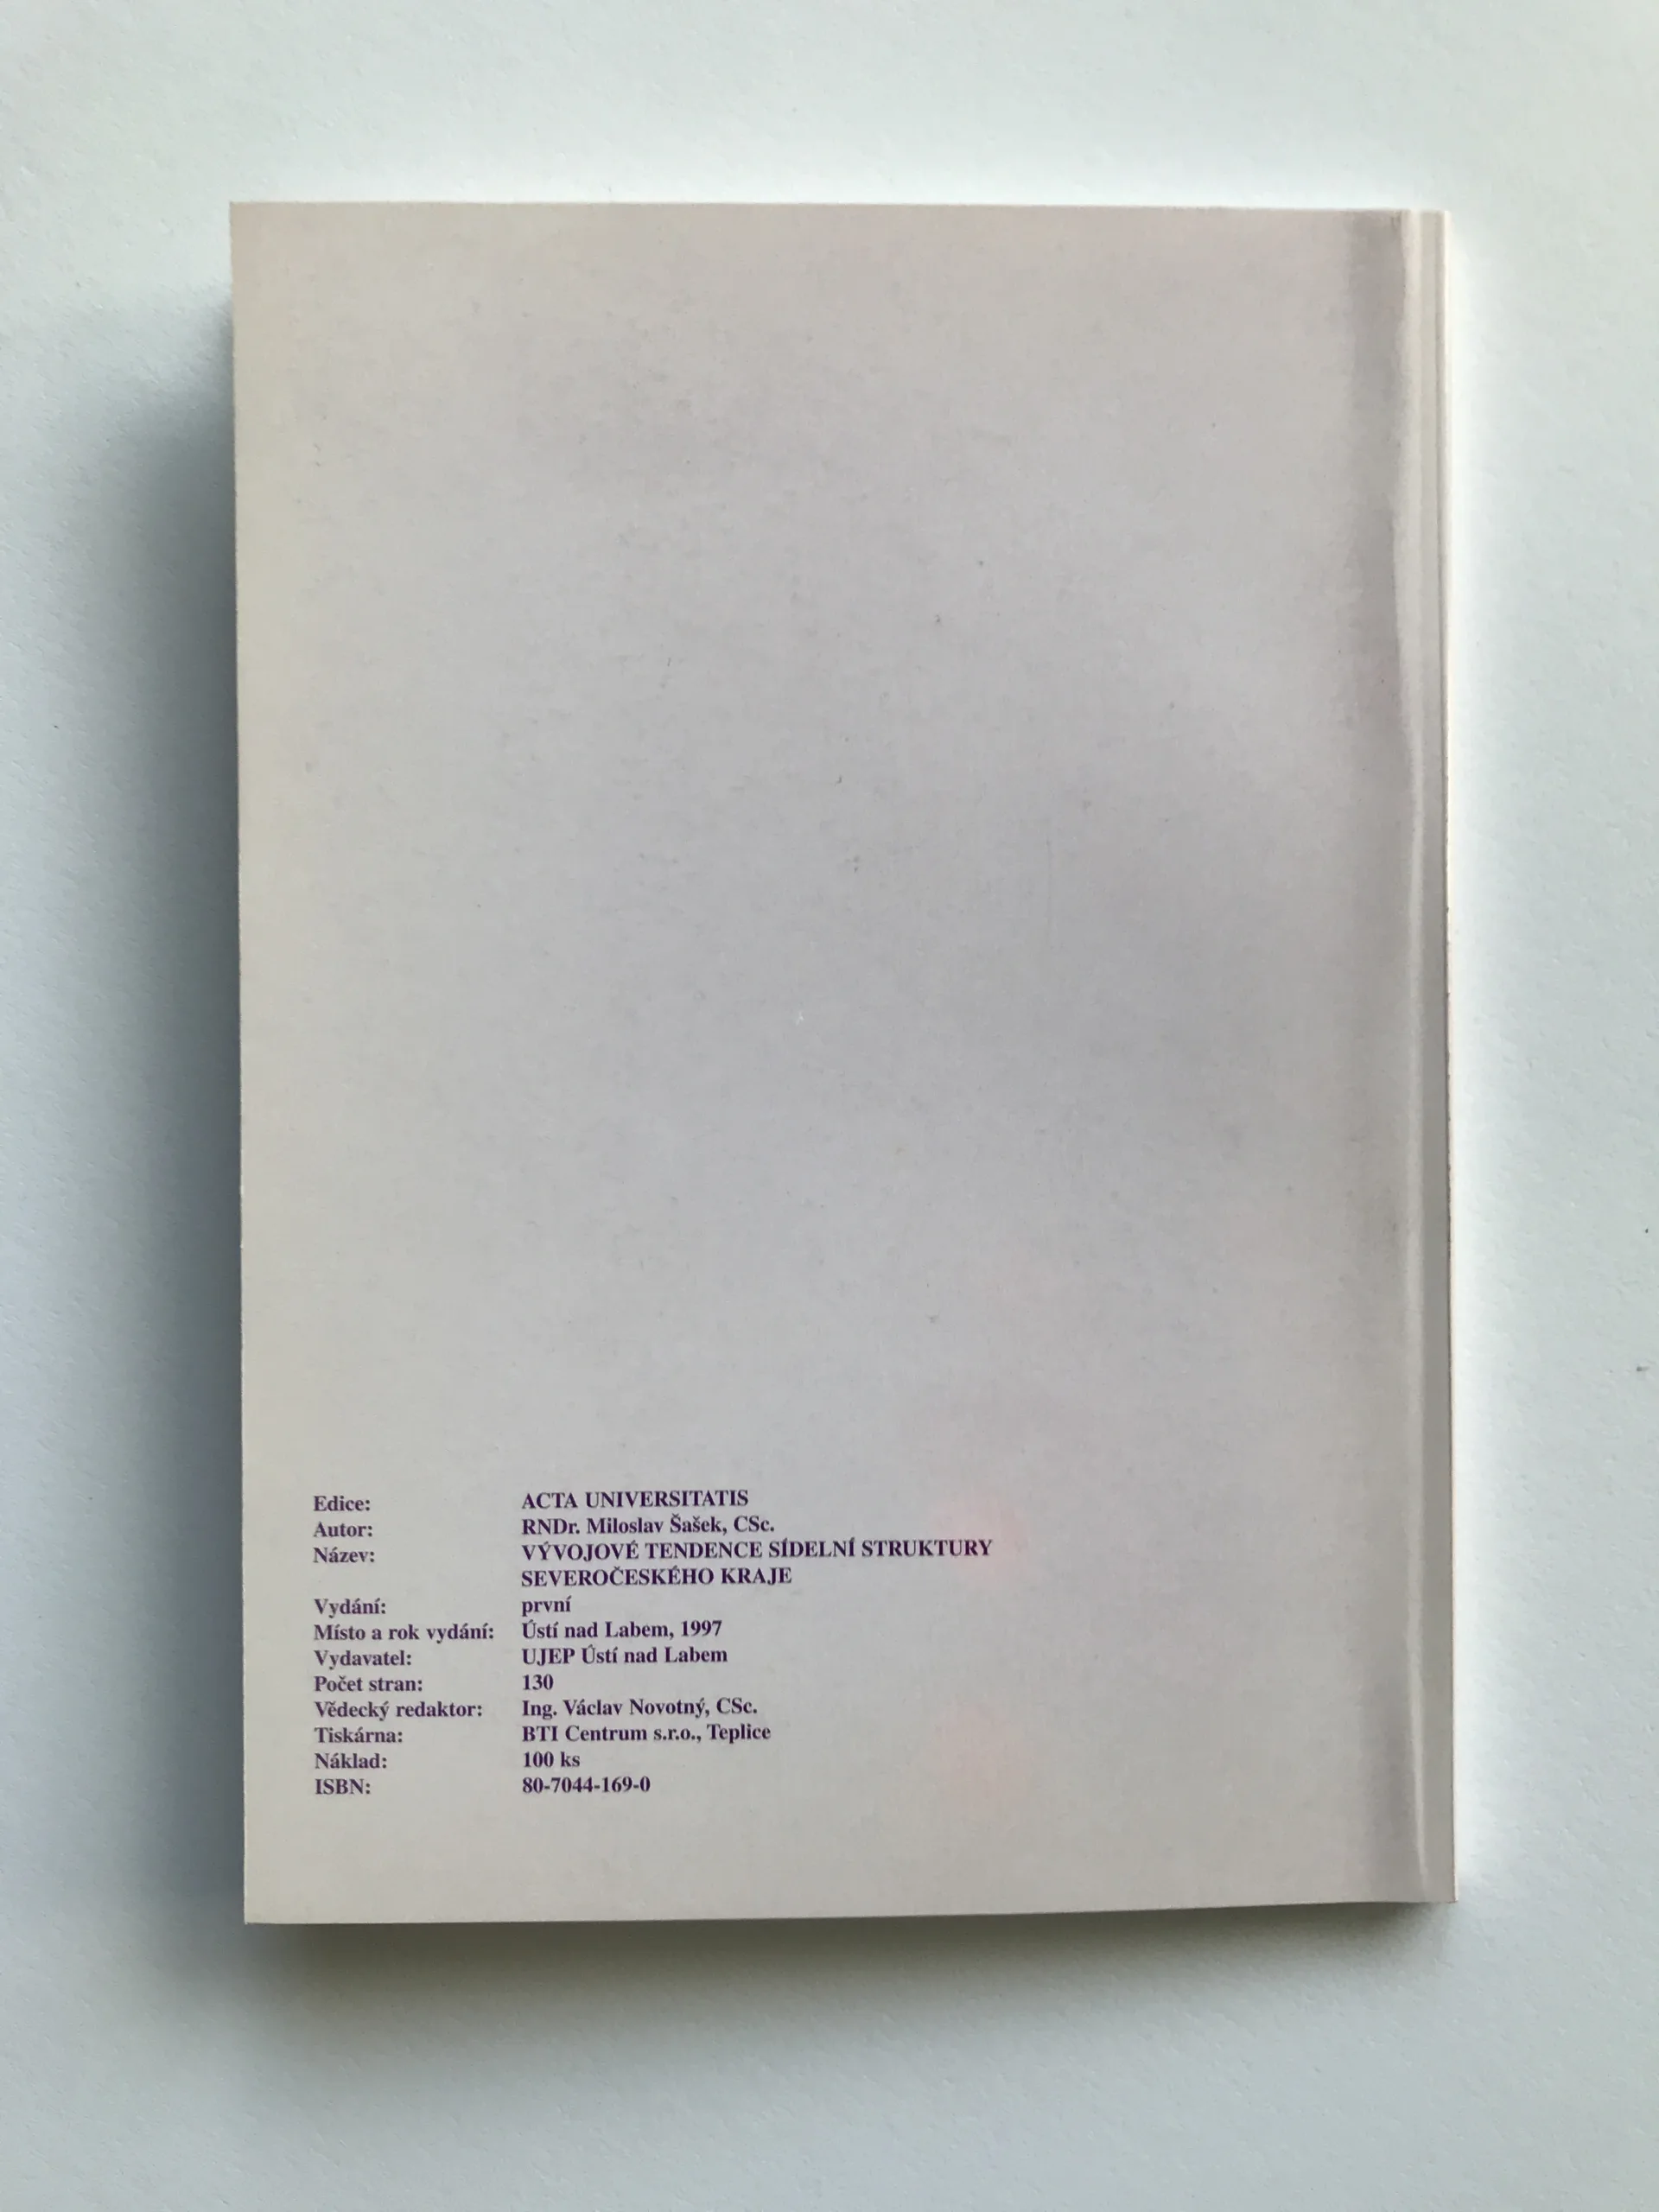 Edice: ACTA UNIVERSITATIS
Autor: RNDr. Miloslav Šašek, CSc.
Název: VÝVOJOVÉ TENDENCE SÍDELNÍ STRUKTURY
SEVEROČESKÉHO KRAJE
Vydání: první
Místo a rok vydání: Ústí nad Labem, 1997
Vydavatel: UJEP Ústí nad Labem
Počet stran: 130
Vědecký redaktor: Ing. Václav Novotný, CSc.
Tiskárna: BTI Centrum s.r.o., Teplice
Náklad: 100 ks
ISBN: 80-7044-169-0